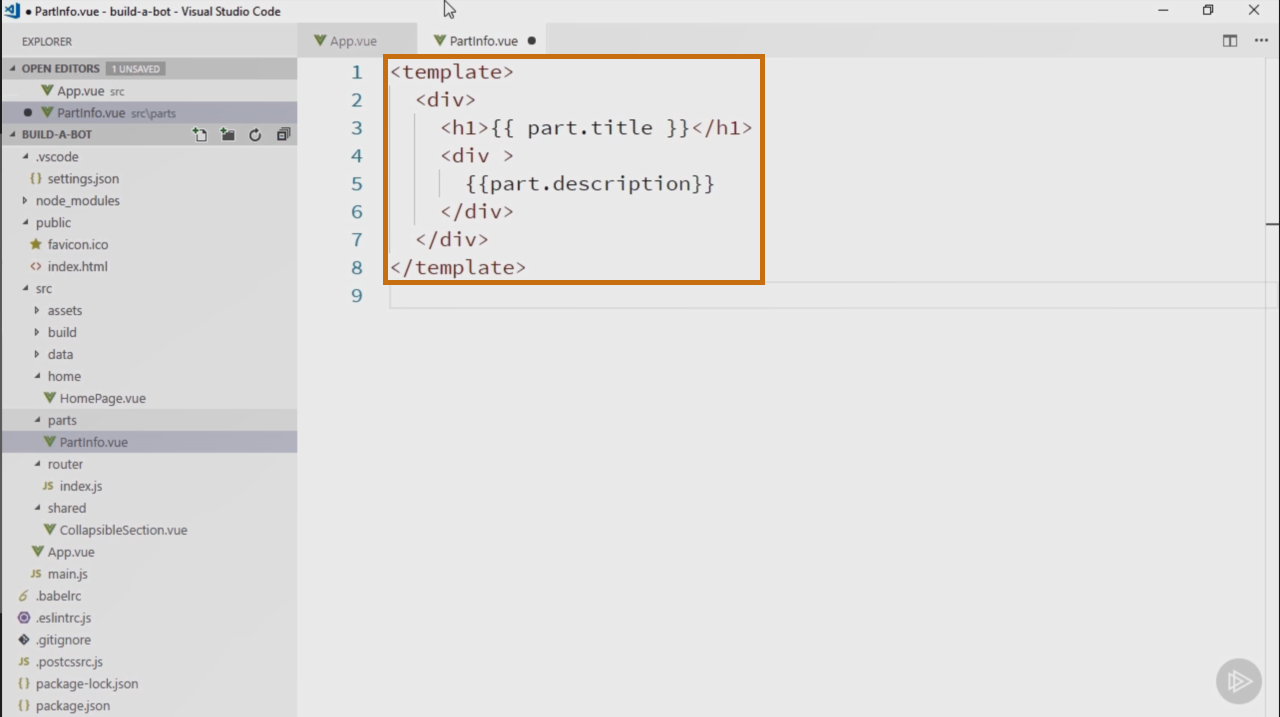 PartInfo.vue - build-a-bot - Visual Studio Code
EXPLORER
App.vue
PartInfo.vue
OPEN EDITORS 1 UNSAVED
App.vue src
PartInfo.vue src\parts
BUILD-A-BOT
.vscode
{} settings.json
node_modules
public
favicon.ico
<> index.html
src
assets
build
data
home
HomePage.vue
parts
PartInfo.vue
router
JS index.js
shared
CollapsibleSection.vue
App.vue
JS main.js
.babelrc
.eslintrc.js
.gitignore
JS .postcssrc.js
{} package-lock.json
{} package.json
1 <template>
2 <div>
3 <h1>{{ part.title }}</h1>
4 <div >
5 {{part.description}}
6 </div>
7 </div>
8 </template>
9